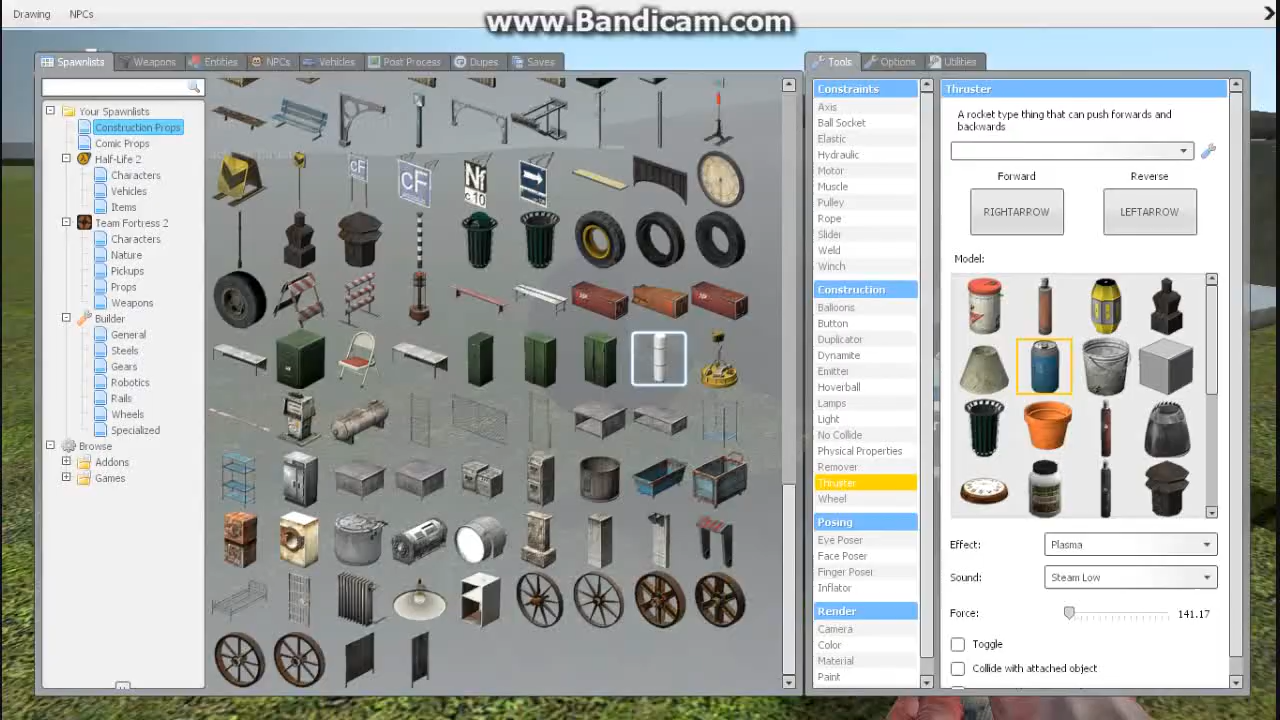 Drawing NPCs
www.Bandicam.com
Spawnlists Weapons Entities NPCs Vehicles Post Process Dupes Saves
Your Spawnlists
Construction Props
Comic Props
Half-Life 2
Characters
Vehicles
Items
Team Fortress 2
Characters
Nature
Pickups
Props
Weapons
Builder
General
Steels
Gears
Robotics
Rails
Wheels
Specialized
Browse
Addons
Games
cF
cF
Nf
Tools Options Utilities
Constraints
Axis
Ball Socket
Elastic
Hydraulic
Motor
Muscle
Pulley
Rope
Slider
Weld
Winch
Construction
Balloons
Button
Duplicator
Dynamite
Emitter
Hoverball
Lamps
Light
No Collide
Physical Properties
Remover
Thruster
Wheel
Posing
Eye Poser
Face Poser
Finger Poser
Inflator
Render
Camera
Color
Material
Paint
Thruster
A rocket type thing that can push forwards and
backwards
Forward Reverse
RIGHTARROW LEFTARROW
Model:
Effect: Plasma
Sound: Steam Low
Force: 141.17
Toggle
Collide with attached object